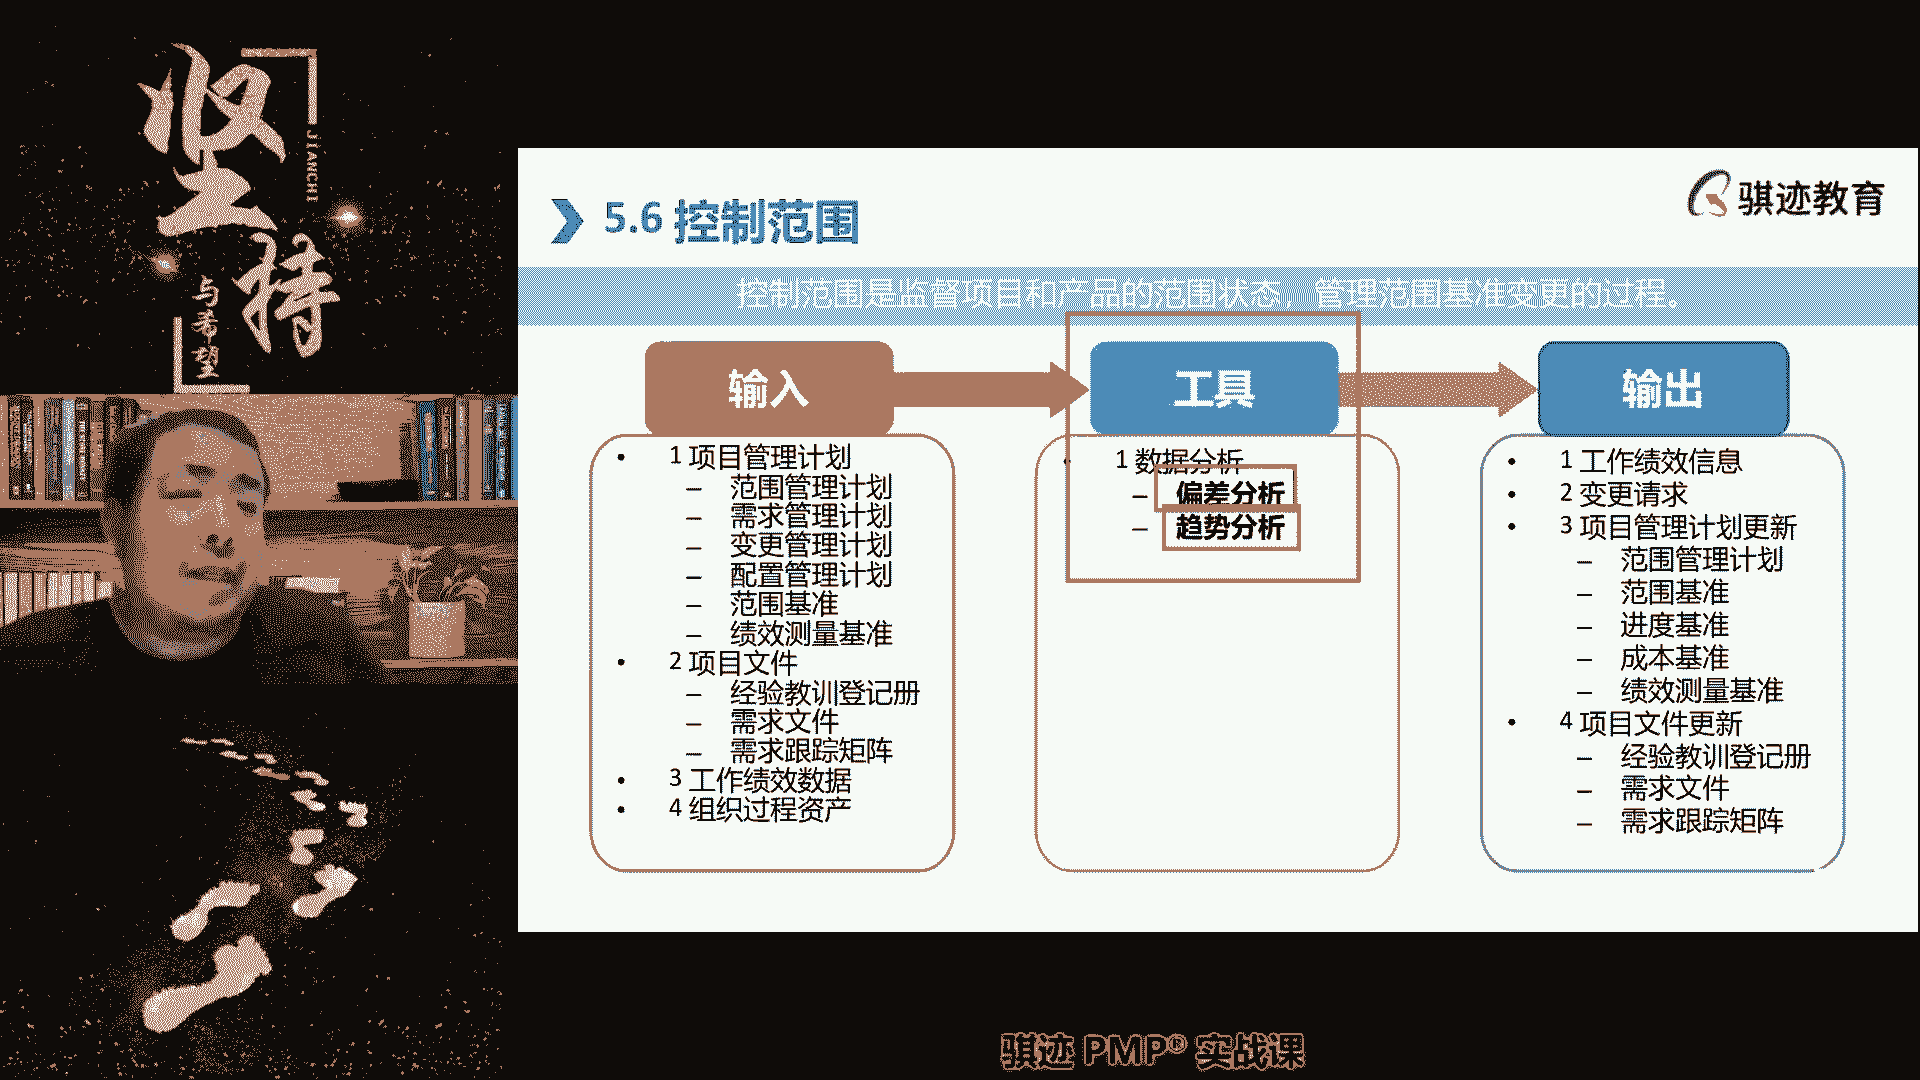 坚持
JIANCHI
与希望
骐迹教育
5.6 控制范围
控制范围是监督项目和产品的范围状态，管理范围基准变更的过程。
输入
• 1 项目管理计划
– 范围管理计划
– 需求管理计划
– 变更管理计划
– 配置管理计划
– 范围基准
– 绩效测量基准
• 2 项目文件
– 经验教训登记册
– 需求文件
– 需求跟踪矩阵
• 3 工作绩效数据
• 4 组织过程资产
工具
• 1 数据分析
– 偏差分析
– 趋势分析
输出
• 1 工作绩效信息
• 2 变更请求
• 3 项目管理计划更新
– 范围管理计划
– 范围基准
– 进度基准
– 成本基准
– 绩效测量基准
• 4 项目文件更新
– 经验教训登记册
– 需求文件
– 需求跟踪矩阵
骐迹 PMP® 实战课